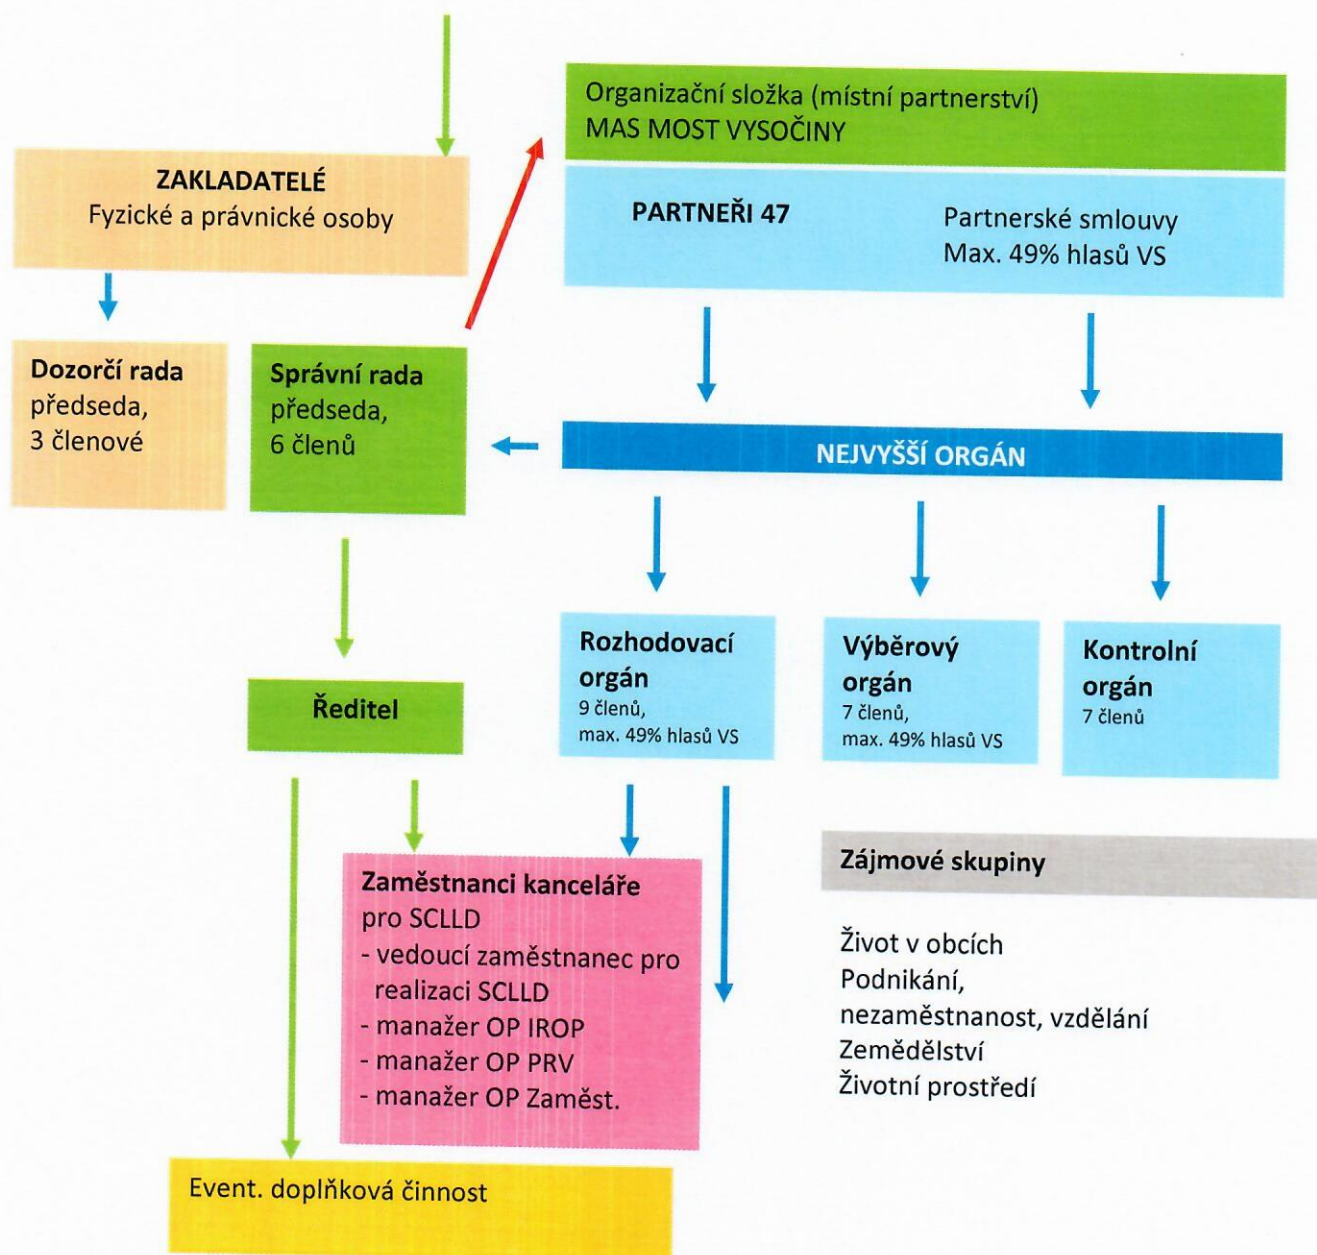 Organizační složka (místní partnerství)
MAS MOST VYSOČINY
ZAKLADATELÉ
Fyzické a právnické osoby
PARTNEŘI 47
Partnerské smlouvy
Max. 49% hlasů VS
Dozorčí rada
předseda,
3 členové
Správní rada
předseda,
6 členů
NEJVYŠŠÍ ORGÁN
Rozhodovací
orgán
9 členů,
max. 49% hlasů VS
Výběrový
orgán
7 členů,
max. 49% hlasů VS
Kontrolní
orgán
7 členů
Ředitel
Zaměstnanci kanceláře
pro SCLLD
- vedoucí zaměstnanec pro
realizaci SCLLD
- manažer OP IROP
- manažer OP PRV
- manažer OP Zaměst.
Zájmové skupiny
Život v obcích
Podnikání,
nezaměstnanost, vzdělání
Zemědělství
Životní prostředí
Event. doplňková činnost